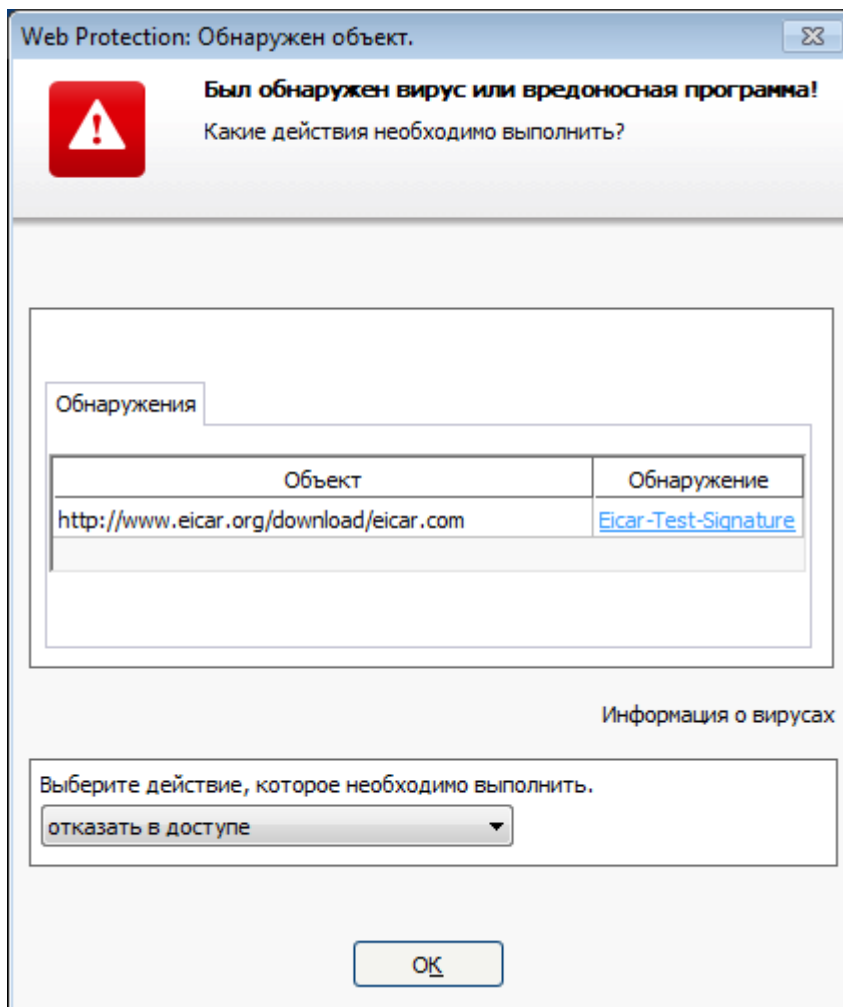 Web Protection: Обнаружен объект.
Был обнаружен вирус или вредоносная программа!
Какие действия необходимо выполнить?
Обнаружения
Объект Обнаружение
http://www.eicar.org/download/eicar.com Eicar-Test-Signature
Информация о вирусах
Выберите действие, которое необходимо выполнить.
отказать в доступе
OK